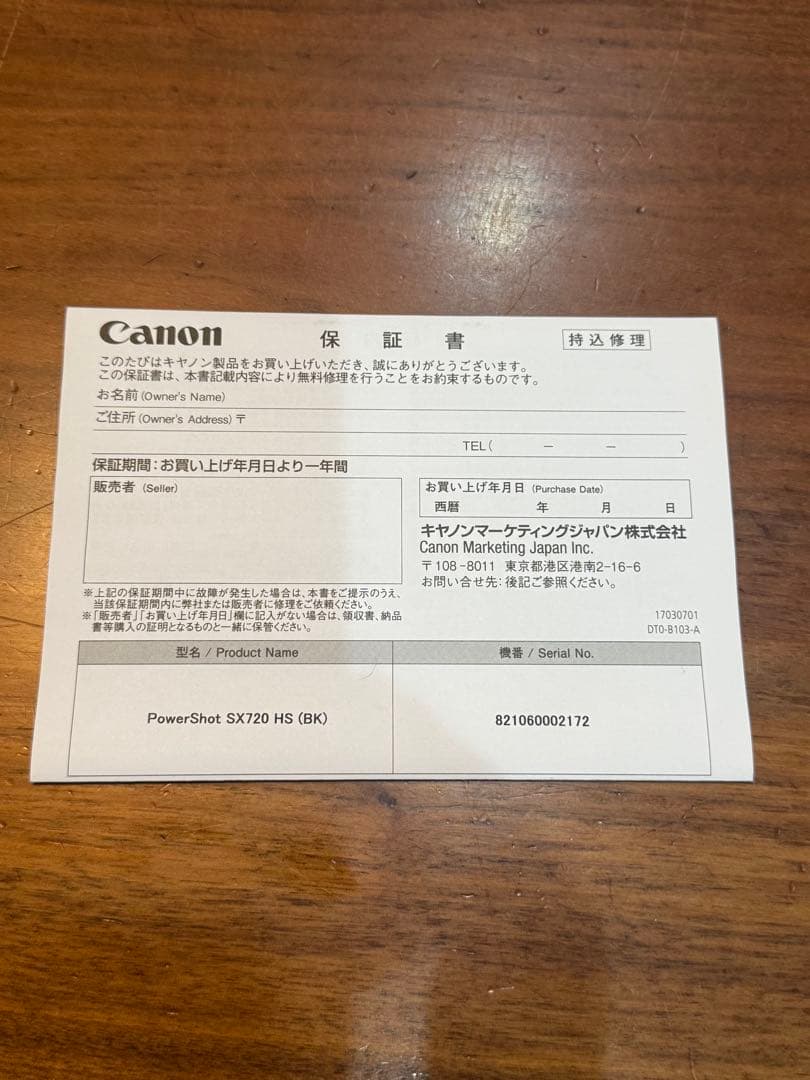 Canon 保証書 持込修理
このたびはキヤノン製品をお買い上げいただき、誠にありがとうございます。
この保証書は、本書記載内容により無料修理を行うことをお約束するものです。
お名前 (Owner's Name)
ご住所 (Owner's Address) 〒
TEL( － － )
保証期間:お買い上げ年月日より一年間
販売者 (Seller)
お買い上げ年月日 (Purchase Date)
西暦 年 月 日
キヤノンマーケティングジャパン株式会社
Canon Marketing Japan Inc.
〒108-8011 東京都港区港南2-16-6
お問い合せ先:後記ご参照ください。
※上記の保証期間中に故障が発生した場合は、本書をご提示のうえ、
当該保証期間内に弊社または販売者に修理をご依頼ください。
※「販売者」「お買い上げ年月日」欄に記入がない場合は、領収書、納品
書等購入の証明となるものと一緒に保管ください。
17030701
DT0-B103-A
型名 / Product Name 機番 / Serial No.
PowerShot SX720 HS (BK) 821060002172